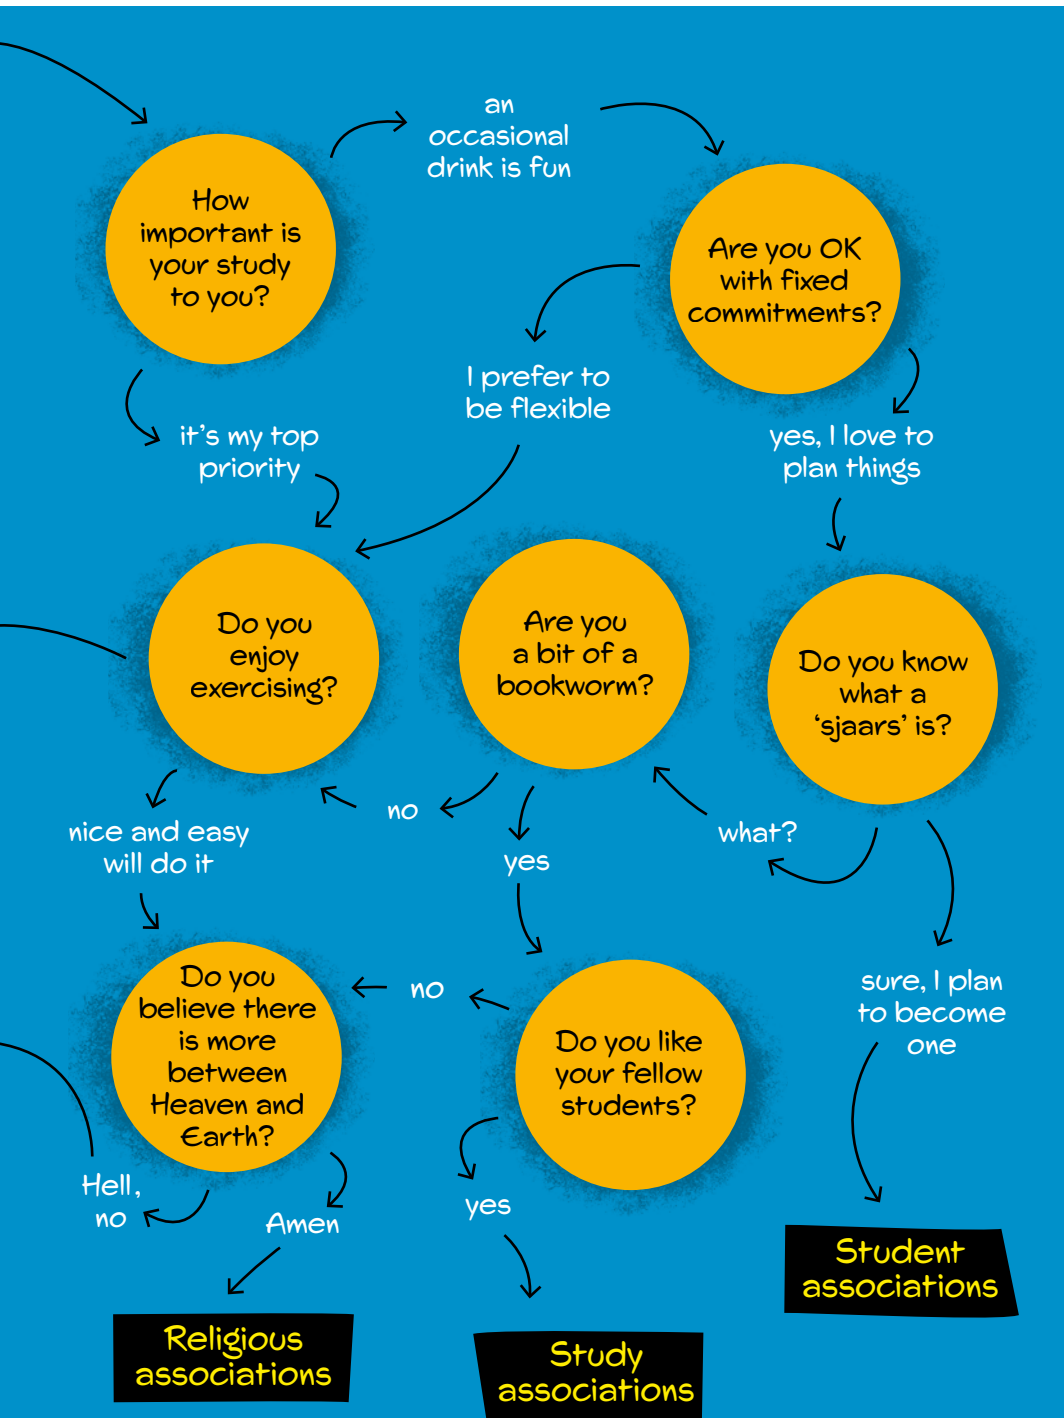 an
occasional
drink is fun
How
important is
your study
to you?
Are you OK
with fixed
commitments?
I prefer to
be flexible
it's my top
priority
yes, I love to
plan things
Do you
enjoy
exercising?
Are you
a bit of a
bookworm?
Do you know
what a
‘sjaars’ is?
nice and easy
will do it
no
yes
what?
Do you
believe there
is more
between
Heaven and
Earth?
no
Do you like
your fellow
students?
sure, I plan
to become
one
Hell,
no
Amen
yes
Student
associations
Religious
associations
Study
associations